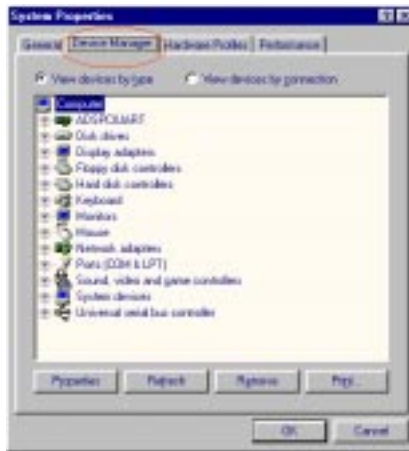 System Properties
General Device Manager Hardware Profiles Performance
View devices by type View devices by connection
Computer
Disk drives
Display adapters
Floppy disk controllers
Hard disk controllers
Keyboard
Monitors
Mouse
Network adapters
Ports (COM & LPT)
Sound, video and game controllers
System devices
Universal serial bus controller
Properties Refresh Remove Print...
OK Cancel